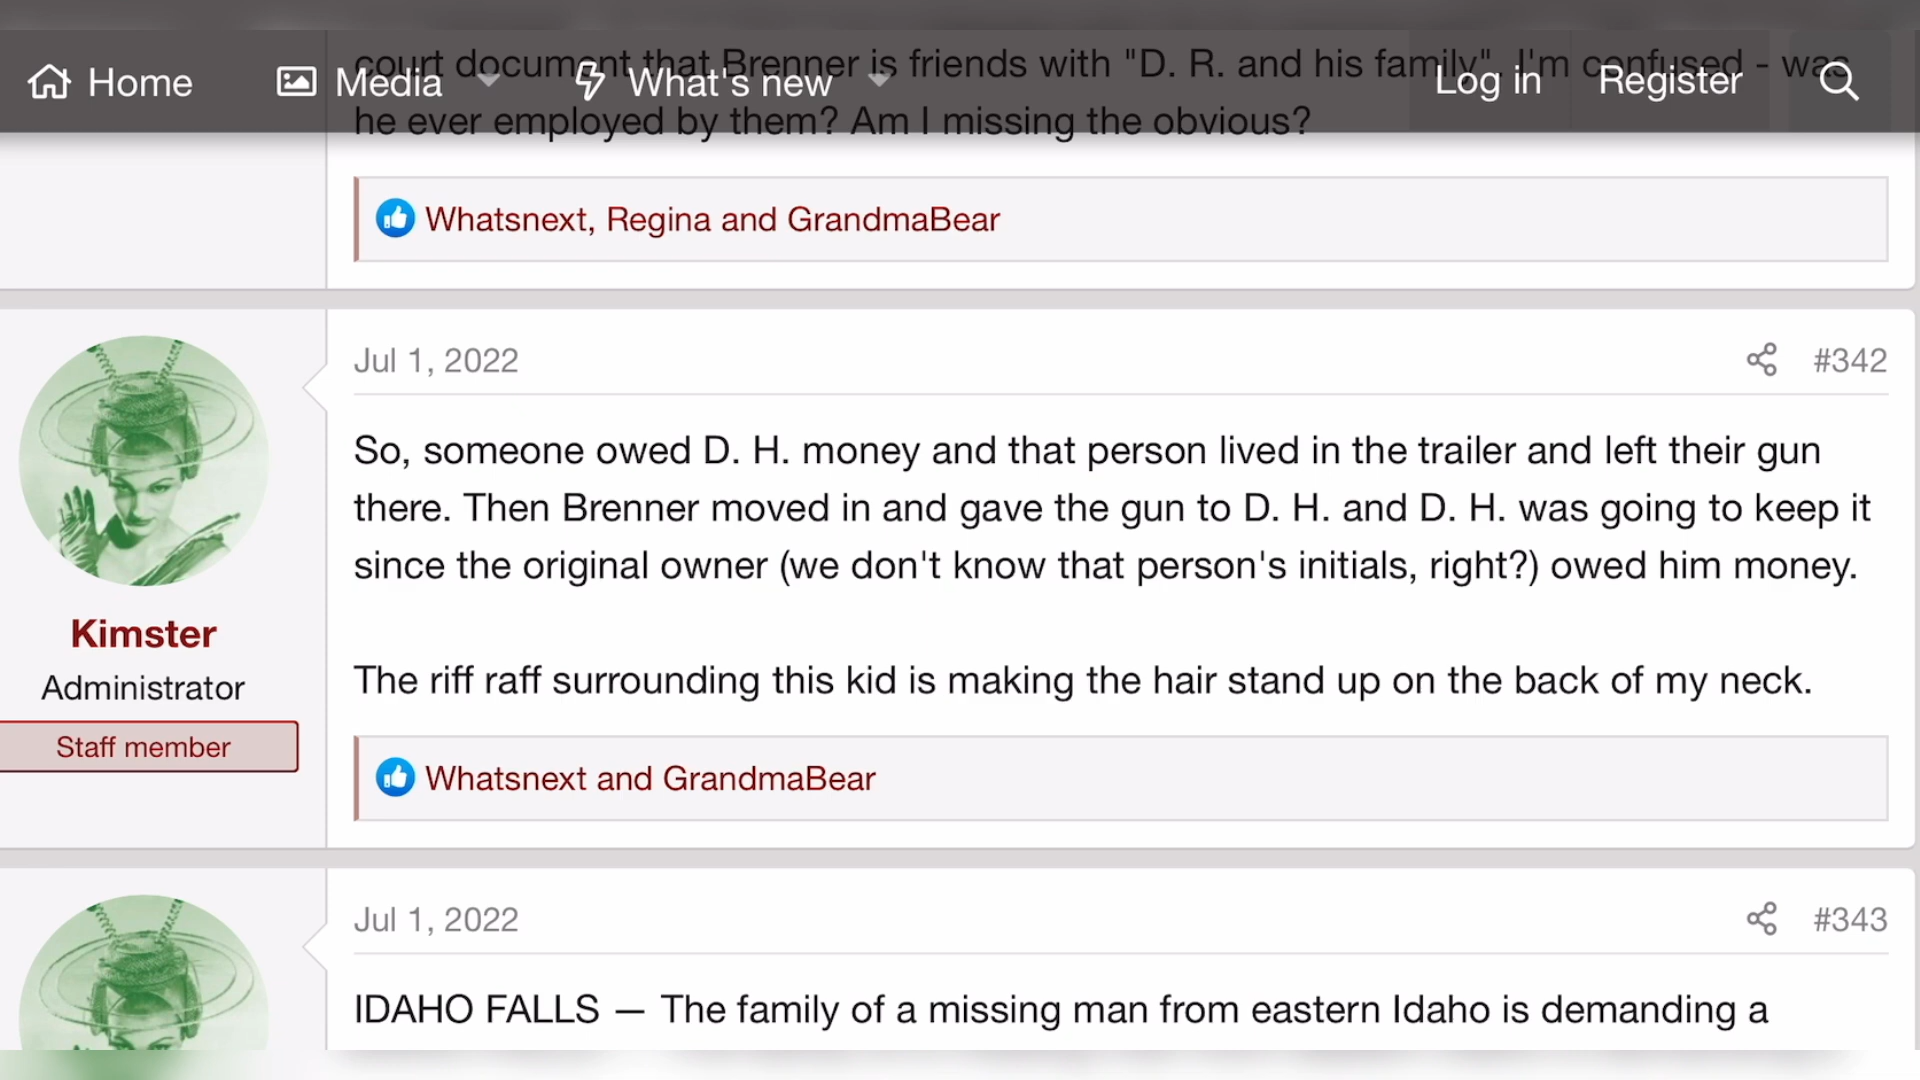 court document that Brenner is friends with "D. R. and his family". I'm confused - was
Home Media What's new Log in Register
he ever employed by them? Am I missing the obvious?
Whatsnext, Regina and GrandmaBear
Jul 1, 2022 #342
So, someone owed D. H. money and that person lived in the trailer and left their gun
there. Then Brenner moved in and gave the gun to D. H. and D. H. was going to keep it
since the original owner (we don't know that person's initials, right?) owed him money.
The riff raff surrounding this kid is making the hair stand up on the back of my neck.
Kimster
Administrator
Staff member
Whatsnext and GrandmaBear
Jul 1, 2022 #343
IDAHO FALLS — The family of a missing man from eastern Idaho is demanding a